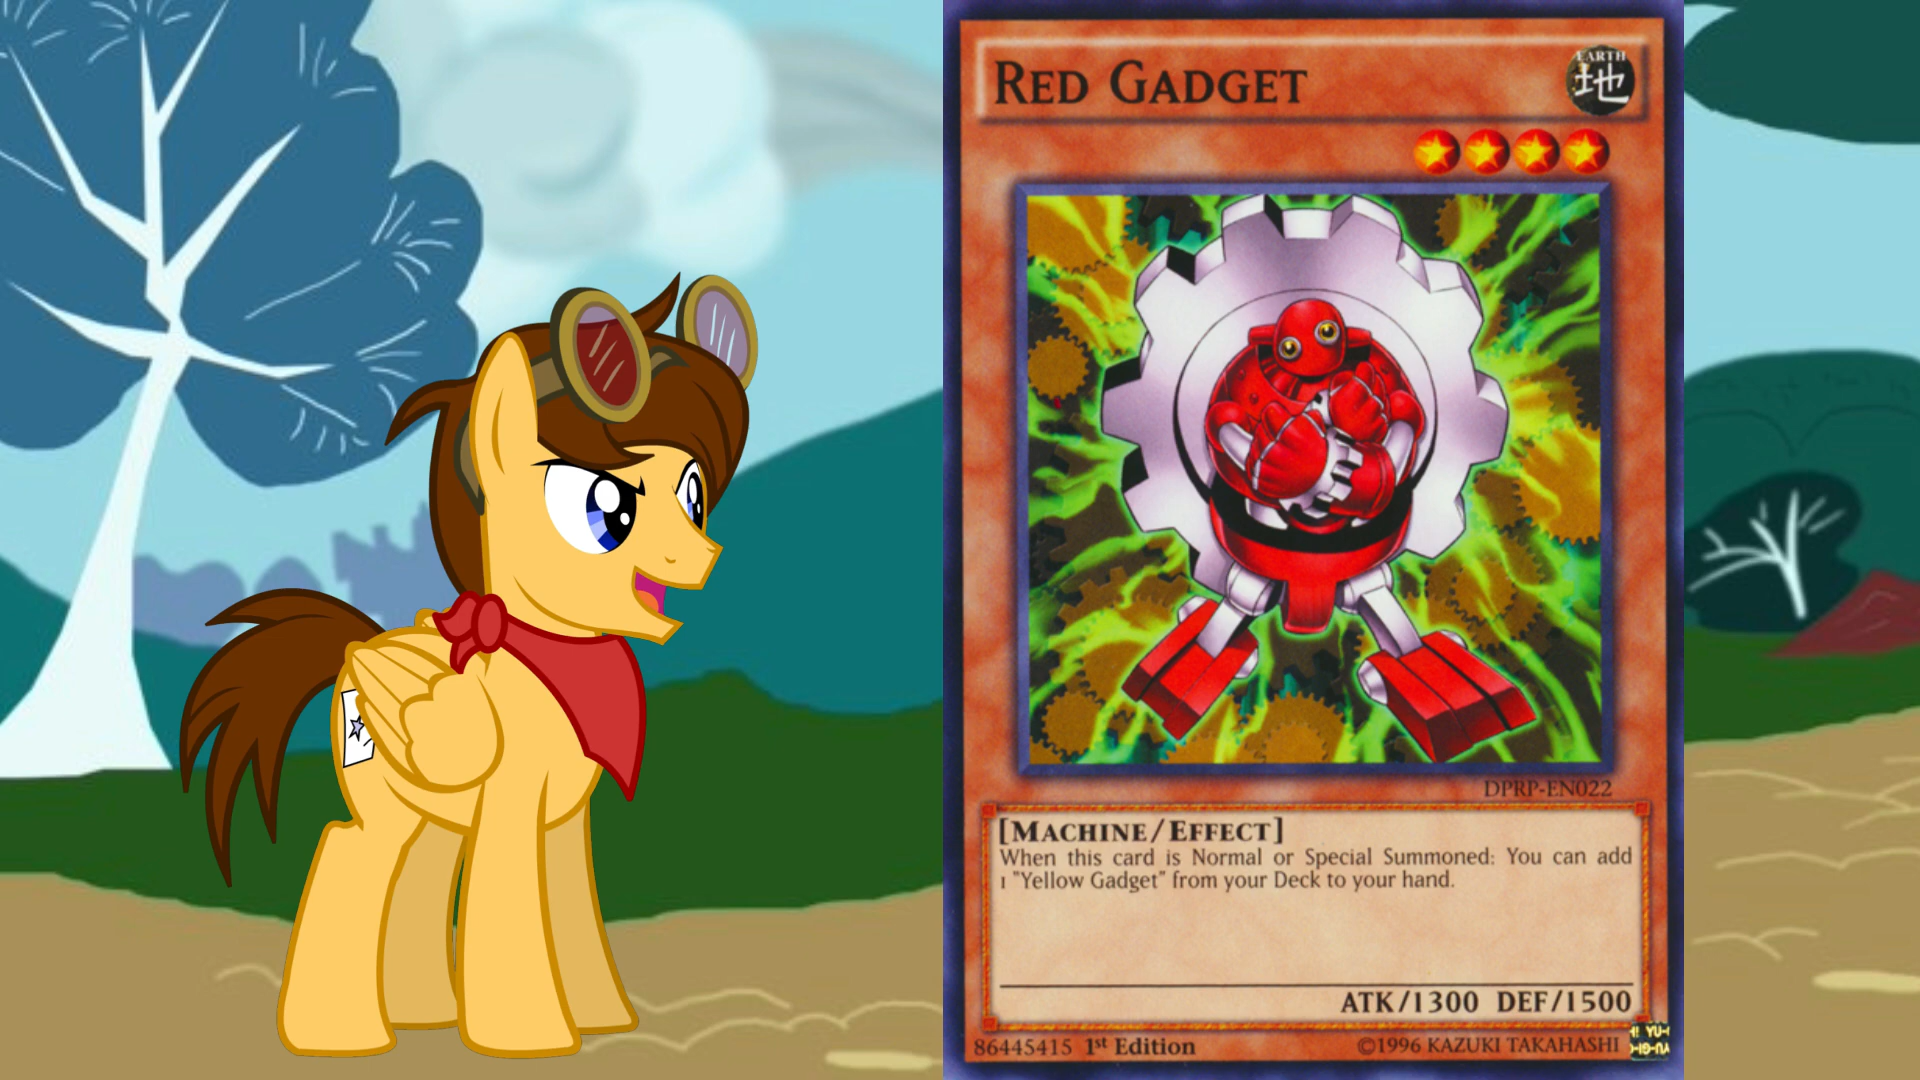 RED GADGET
EARTH
地
DPRP-EN022
[MACHINE/EFFECT]
When this card is Normal or Special Summoned: You can add
1 "Yellow Gadget" from your Deck to your hand.
ATK/1300 DEF/1500
86445415 1st Edition
©1996 KAZUKI TAKAHASHI